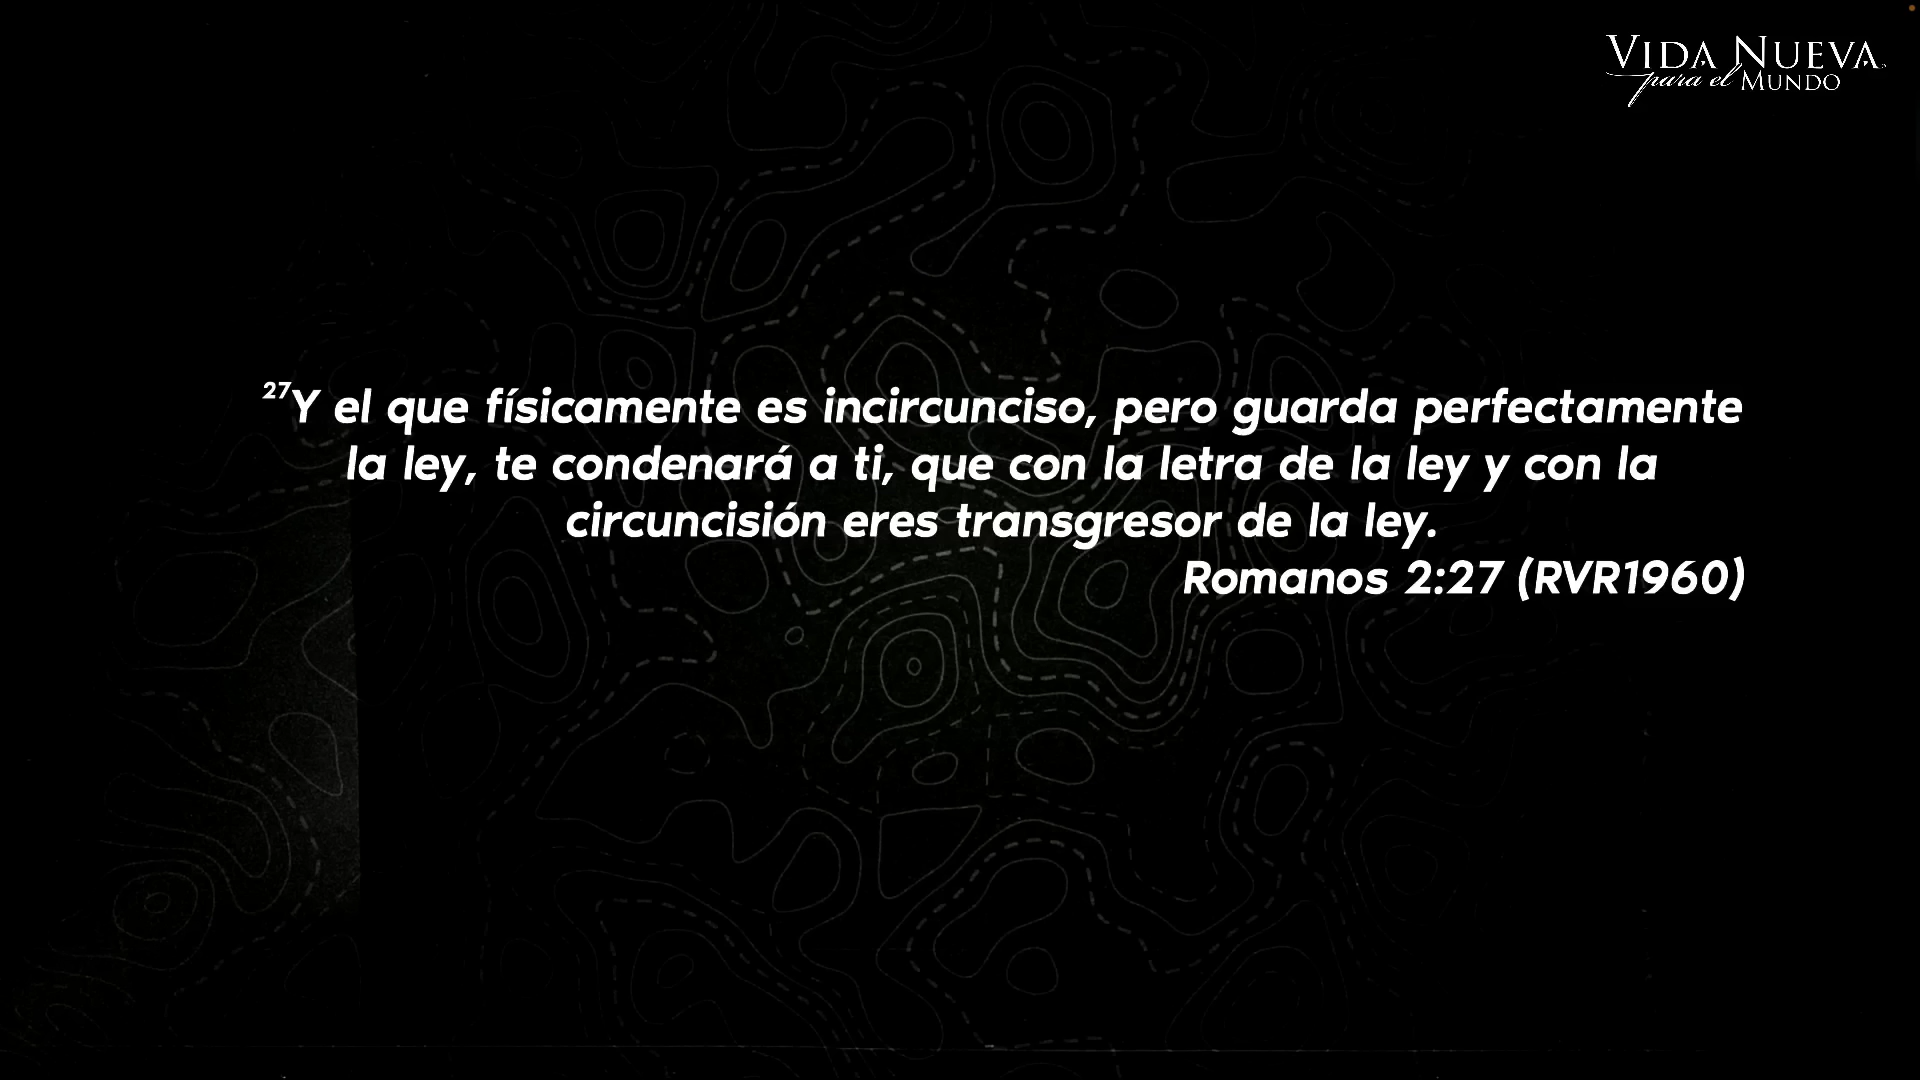 VIDA NUEVA
para el MUNDO
27Y el que físicamente es incircunciso, pero guarda perfectamente
la ley, te condenará a ti, que con la letra de la ley y con la
circuncisión eres transgresor de la ley.
Romanos 2:27 (RVR1960)